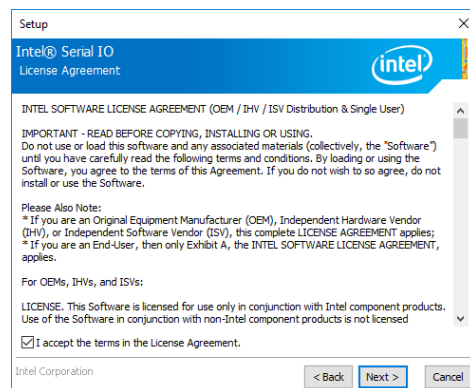 Setup
Intel® Serial IO
License Agreement
intel
INTEL SOFTWARE LICENSE AGREEMENT (OEM / IHV / ISV Distribution & Single User)
IMPORTANT - READ BEFORE COPYING, INSTALLING OR USING.
Do not use or load this software and any associated materials (collectively, the "Software")
until you have carefully read the following terms and conditions. By loading or using the
Software, you agree to the terms of this Agreement. If you do not wish to so agree, do not
install or use the Software.
Please Also Note:
* If you are an Original Equipment Manufacturer (OEM), Independent Hardware Vendor
(IHV), or Independent Software Vendor (ISV), this complete LICENSE AGREEMENT applies;
* If you are an End-User, then only Exhibit A, the INTEL SOFTWARE LICENSE AGREEMENT,
applies.
For OEMs, IHVs, and ISVs:
LICENSE. This Software is licensed for use only in conjunction with Intel component products.
Use of the Software in conjunction with non-Intel component products is not licensed
I accept the terms in the License Agreement.
Intel Corporation
< Back
Next >
Cancel